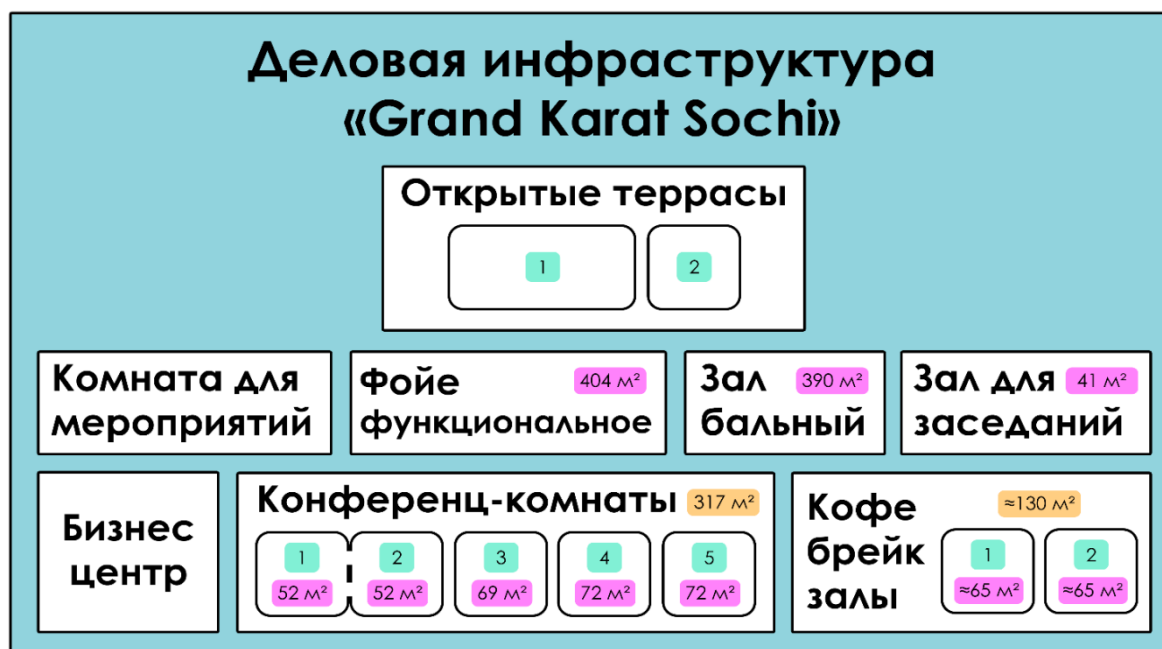 Деловая инфраструктура
«Grand Karat Sochi»
Открытые террасы
1
2
Комната для
мероприятий
Фойе 404 м²
функциональное
Зал 390 м²
бальный
Зал для 41 м²
заседаний
Бизнес
центр
Конференц-комнаты 317 м²
1 2 3 4 5
52 м² 52 м² 69 м² 72 м² 72 м²
Кофе ≈130 м²
брейк
залы
1 2
≈65 м² ≈65 м²